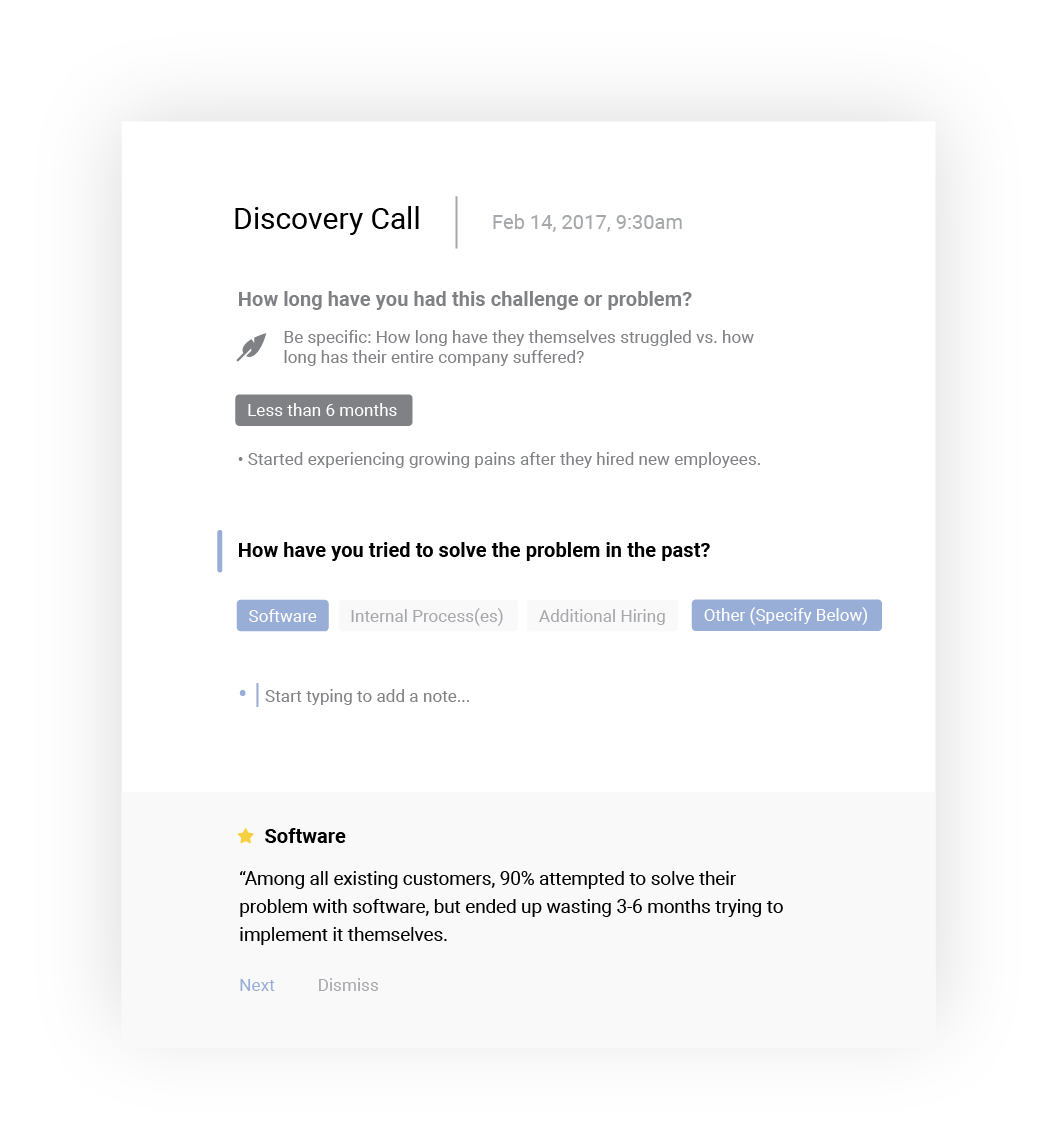 Discovery Call
Feb 14, 2017, 9:30am
How long have you had this challenge or problem?
Be specific: How long have they themselves struggled vs. how
long has their entire company suffered?
Less than 6 months
• Started experiencing growing pains after they hired new employees.
How have you tried to solve the problem in the past?
Software
Internal Process(es)
Additional Hiring
Other (Specify Below)
• Start typing to add a note...
Software
“Among all existing customers, 90% attempted to solve their
problem with software, but ended up wasting 3-6 months trying to
implement it themselves.
Next
Dismiss